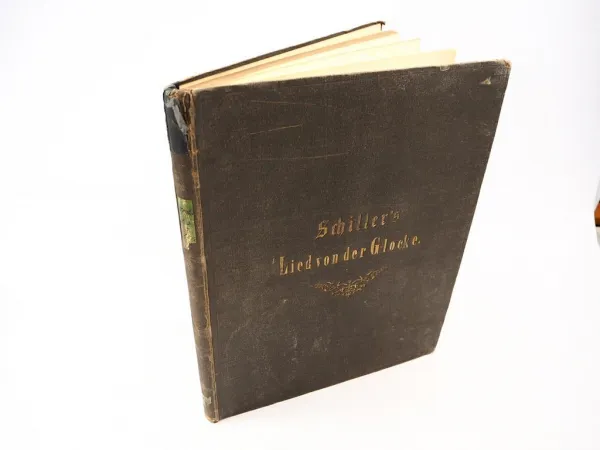 Schiller's
Lied von der Glocke.